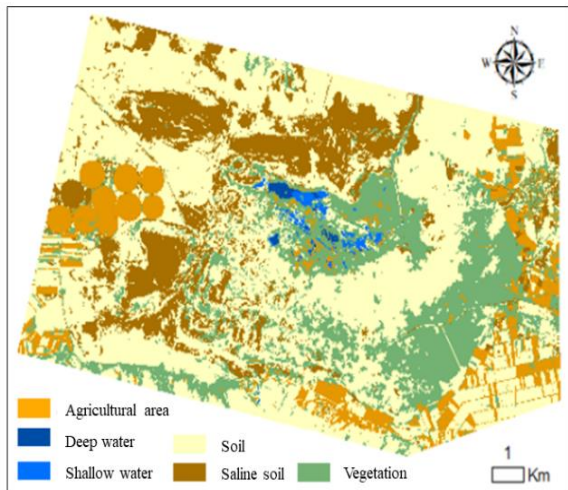 N
W E
S
Agricultural area
Deep water
Soil
Shallow water
Saline soil
Vegetation
1
Km